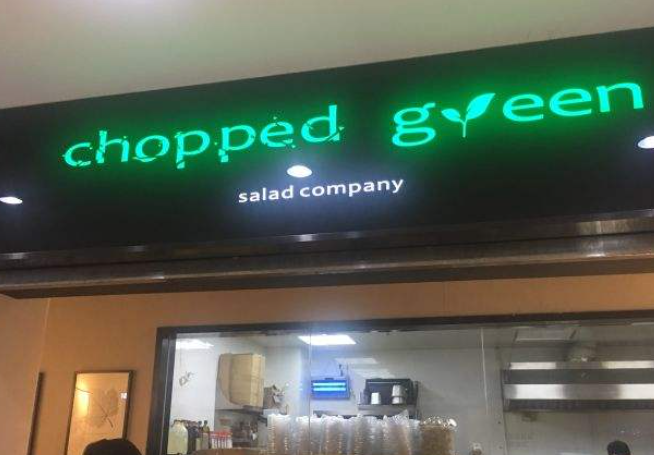 chopped green
salad company